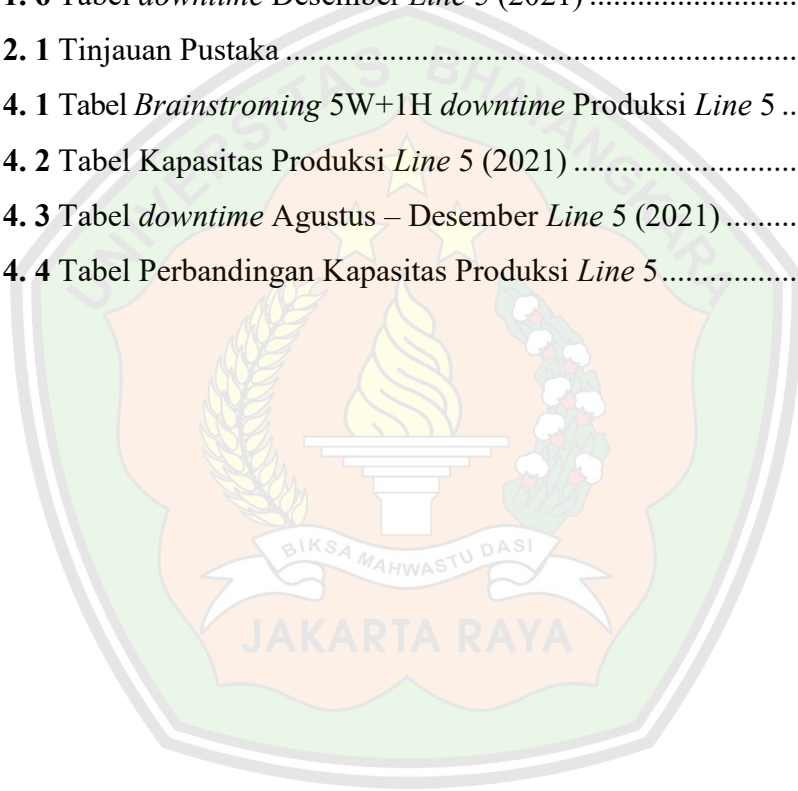 1. 6 Tabel downtime Desember Line 5 (2021) ..........................
2. 1 Tinjauan Pustaka ................................................................
4. 1 Tabel Brainstroming 5W+1H downtime Produksi Line 5 ..
4. 2 Tabel Kapasitas Produksi Line 5 (2021) ............................
4. 3 Tabel downtime Agustus – Desember Line 5 (2021) .........
4. 4 Tabel Perbandingan Kapasitas Produksi Line 5.................
UNIVERSITAS BHAYANGKARA
BIKSA MAHWASTU DASI
JAKARTA RAYA